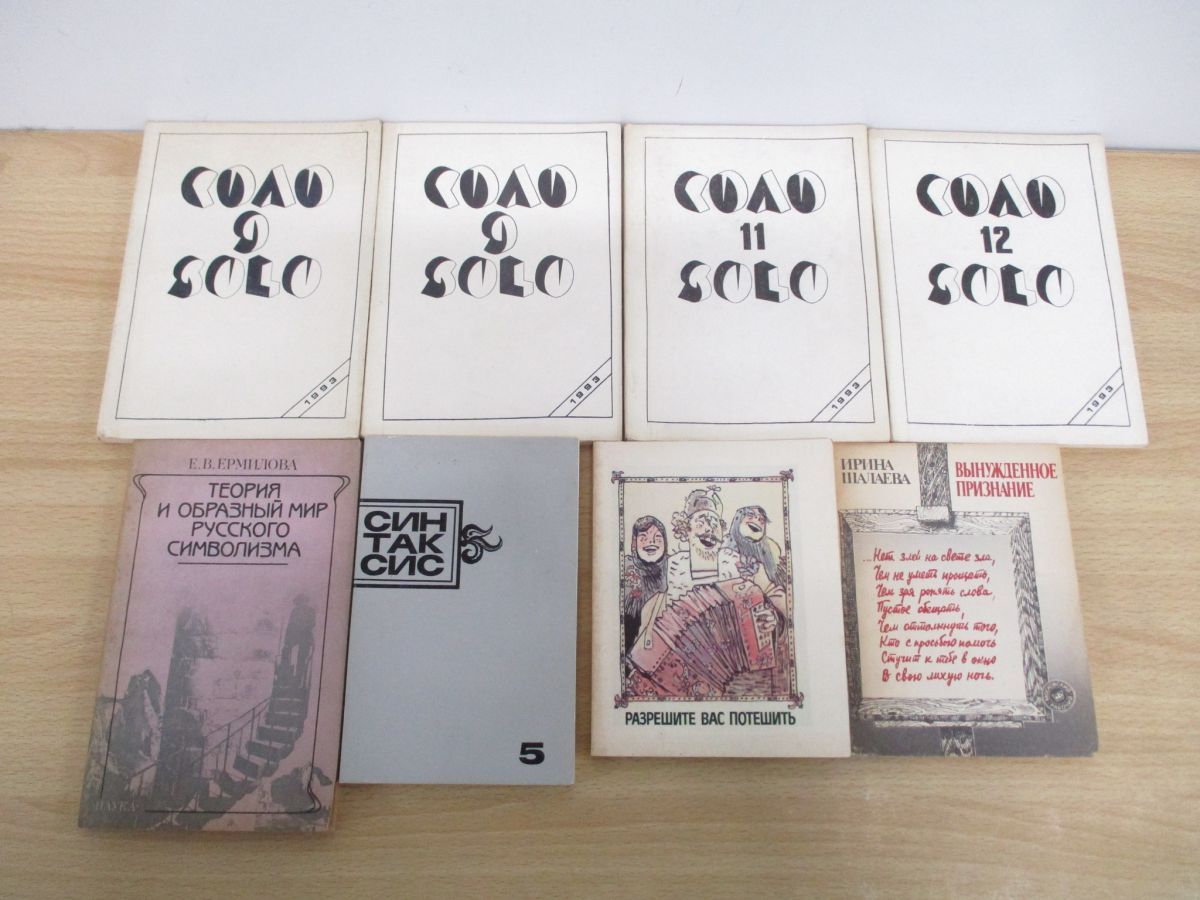 СОЛО
9
SOLO
1993
СОЛО
9
SOLO
1993
СОЛО
11
SOLO
1993
СОЛО
12
SOLO
1993
Е. В. ЕРМИЛОВА
ТЕОРИЯ
И ОБРАЗНЫЙ МИР
РУССКОГО
СИМВОЛИЗМА
НАУКА
СИН
ТАК
СИС
5
РАЗРЕШИТЕ ВАС ПОТЕШИТЬ
ИРИНА
ШАЛАЕВА
ВЫНУЖДЕННОЕ
ПРИЗНАНИЕ
...Нет злей на свете зла,
Чем не уметь прощать,
Чем зря ронять слова,
Пустое обещать,
Чем оттолкнуть того,
Кто с просьбою помочь
Стучит к тебе в окно
В свою лихую ночь.